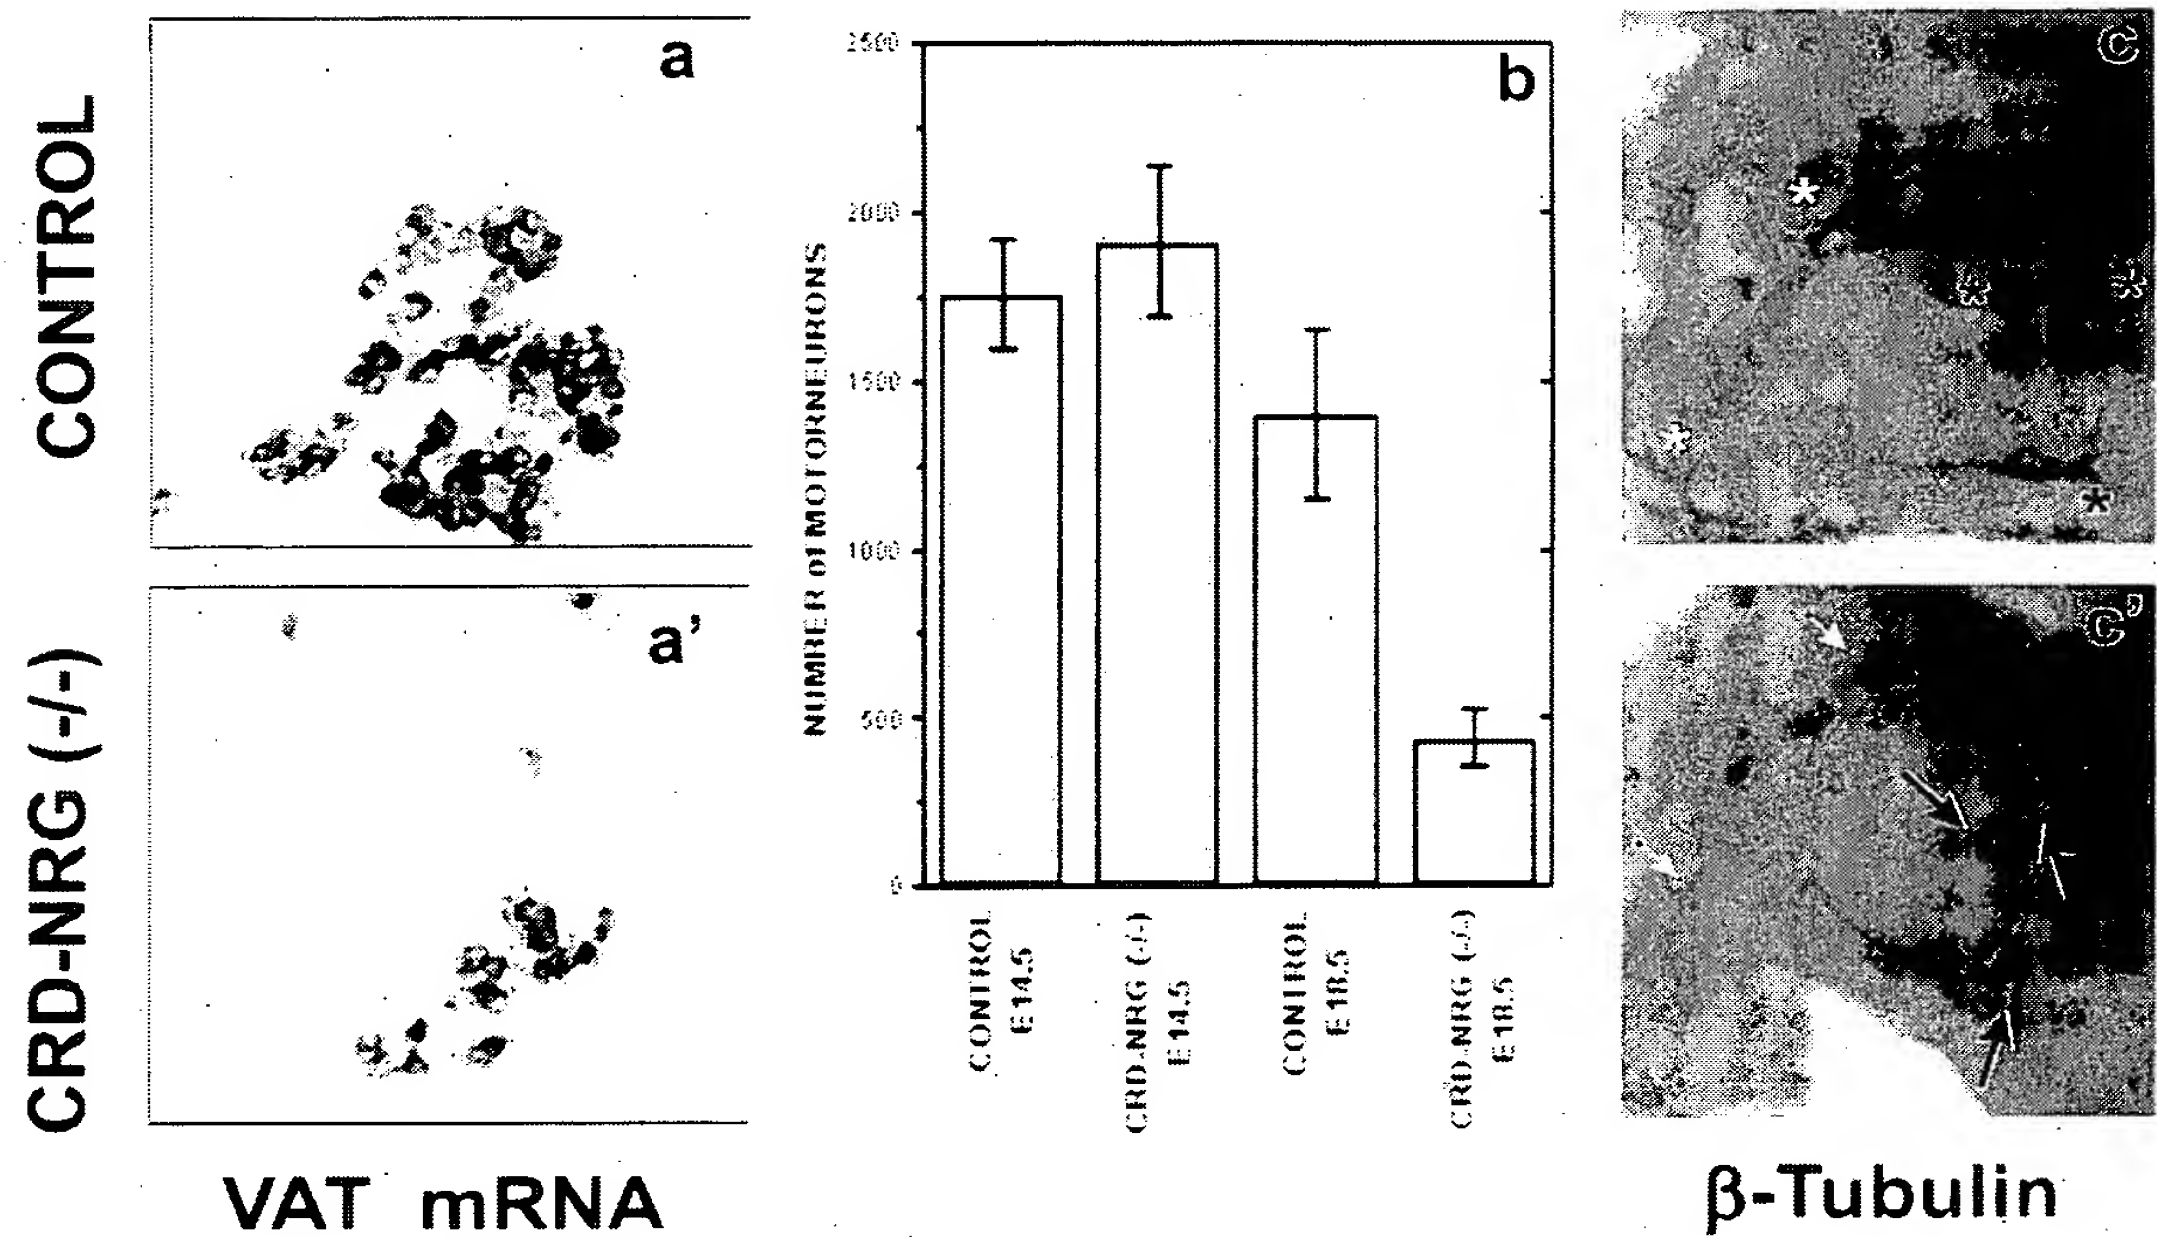 CONTROL
CRD-NRG (-/-)
a
a’
VAT mRNA
b
NUMBER of MOTORNEURONS
2500
2000
1500
1000
500
0
CONTROL
E14.5
CRD-NRG (-/-)
E14.5
CONTROL
E18.5
CRD-NRG (-/-)
E18.5
c
c’
*
*
*
*
*
β-Tubulin